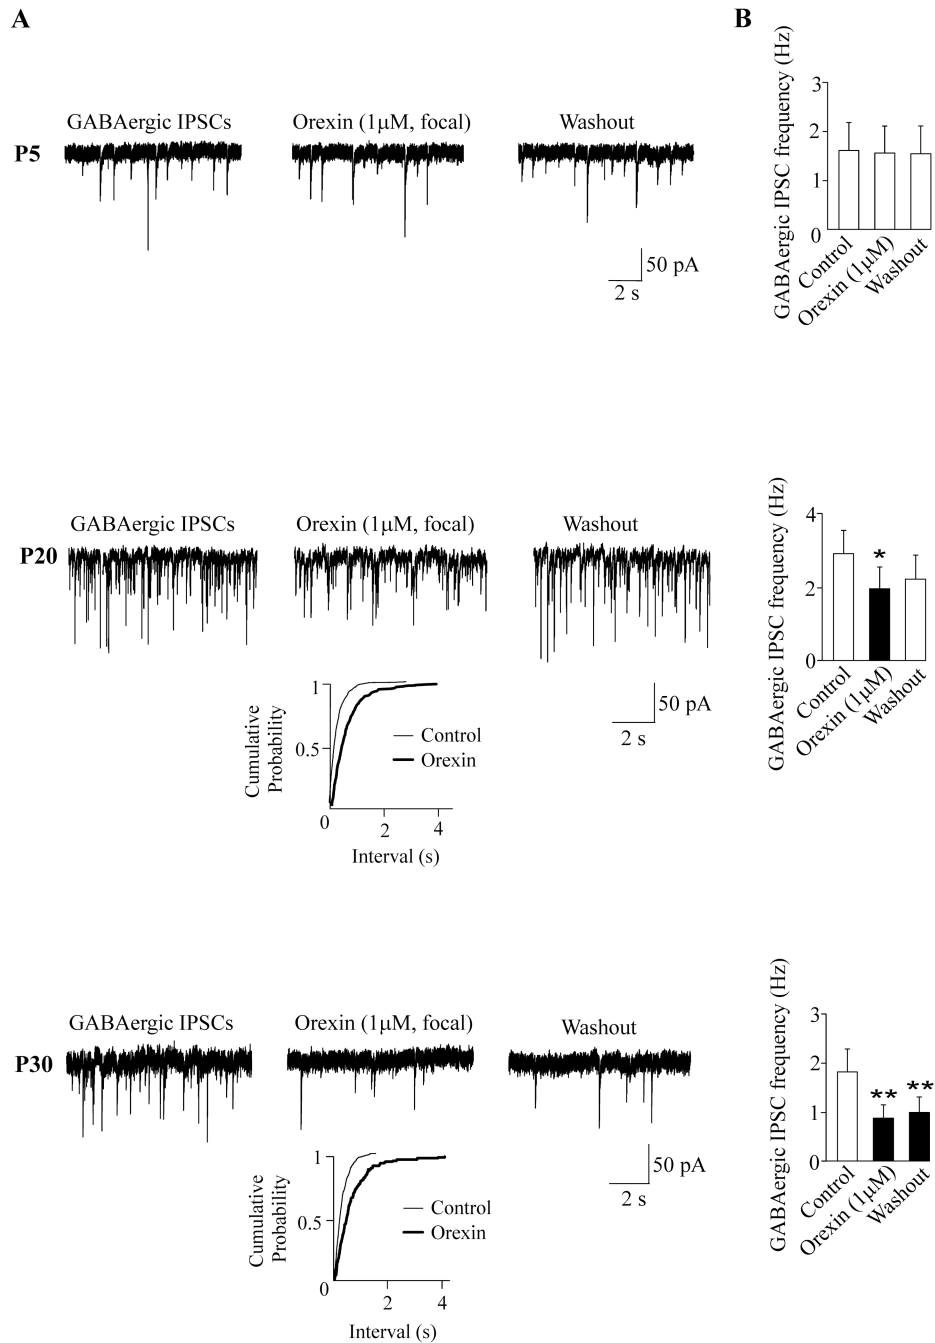 A
B
GABAergic IPSCs
Orexin (1μM, focal)
Washout
P5
50 pA
2 s
GABAergic IPSC frequency (Hz)
3
2
1
0
Control
Orexin (1μM)
Washout
GABAergic IPSCs
Orexin (1μM, focal)
Washout
P20
Cumulative
Probability
1
0.5
0
2
4
Interval (s)
Control
Orexin
50 pA
2 s
GABAergic IPSC frequency (Hz)
4
2
0
*
Control
Orexin (1μM)
Washout
GABAergic IPSCs
Orexin (1μM, focal)
Washout
P30
Cumulative
Probability
1
0.5
0
2
4
Interval (s)
Control
Orexin
50 pA
2 s
GABAergic IPSC frequency (Hz)
3
2
1
0
**
**
Control
Orexin (1μM)
Washout